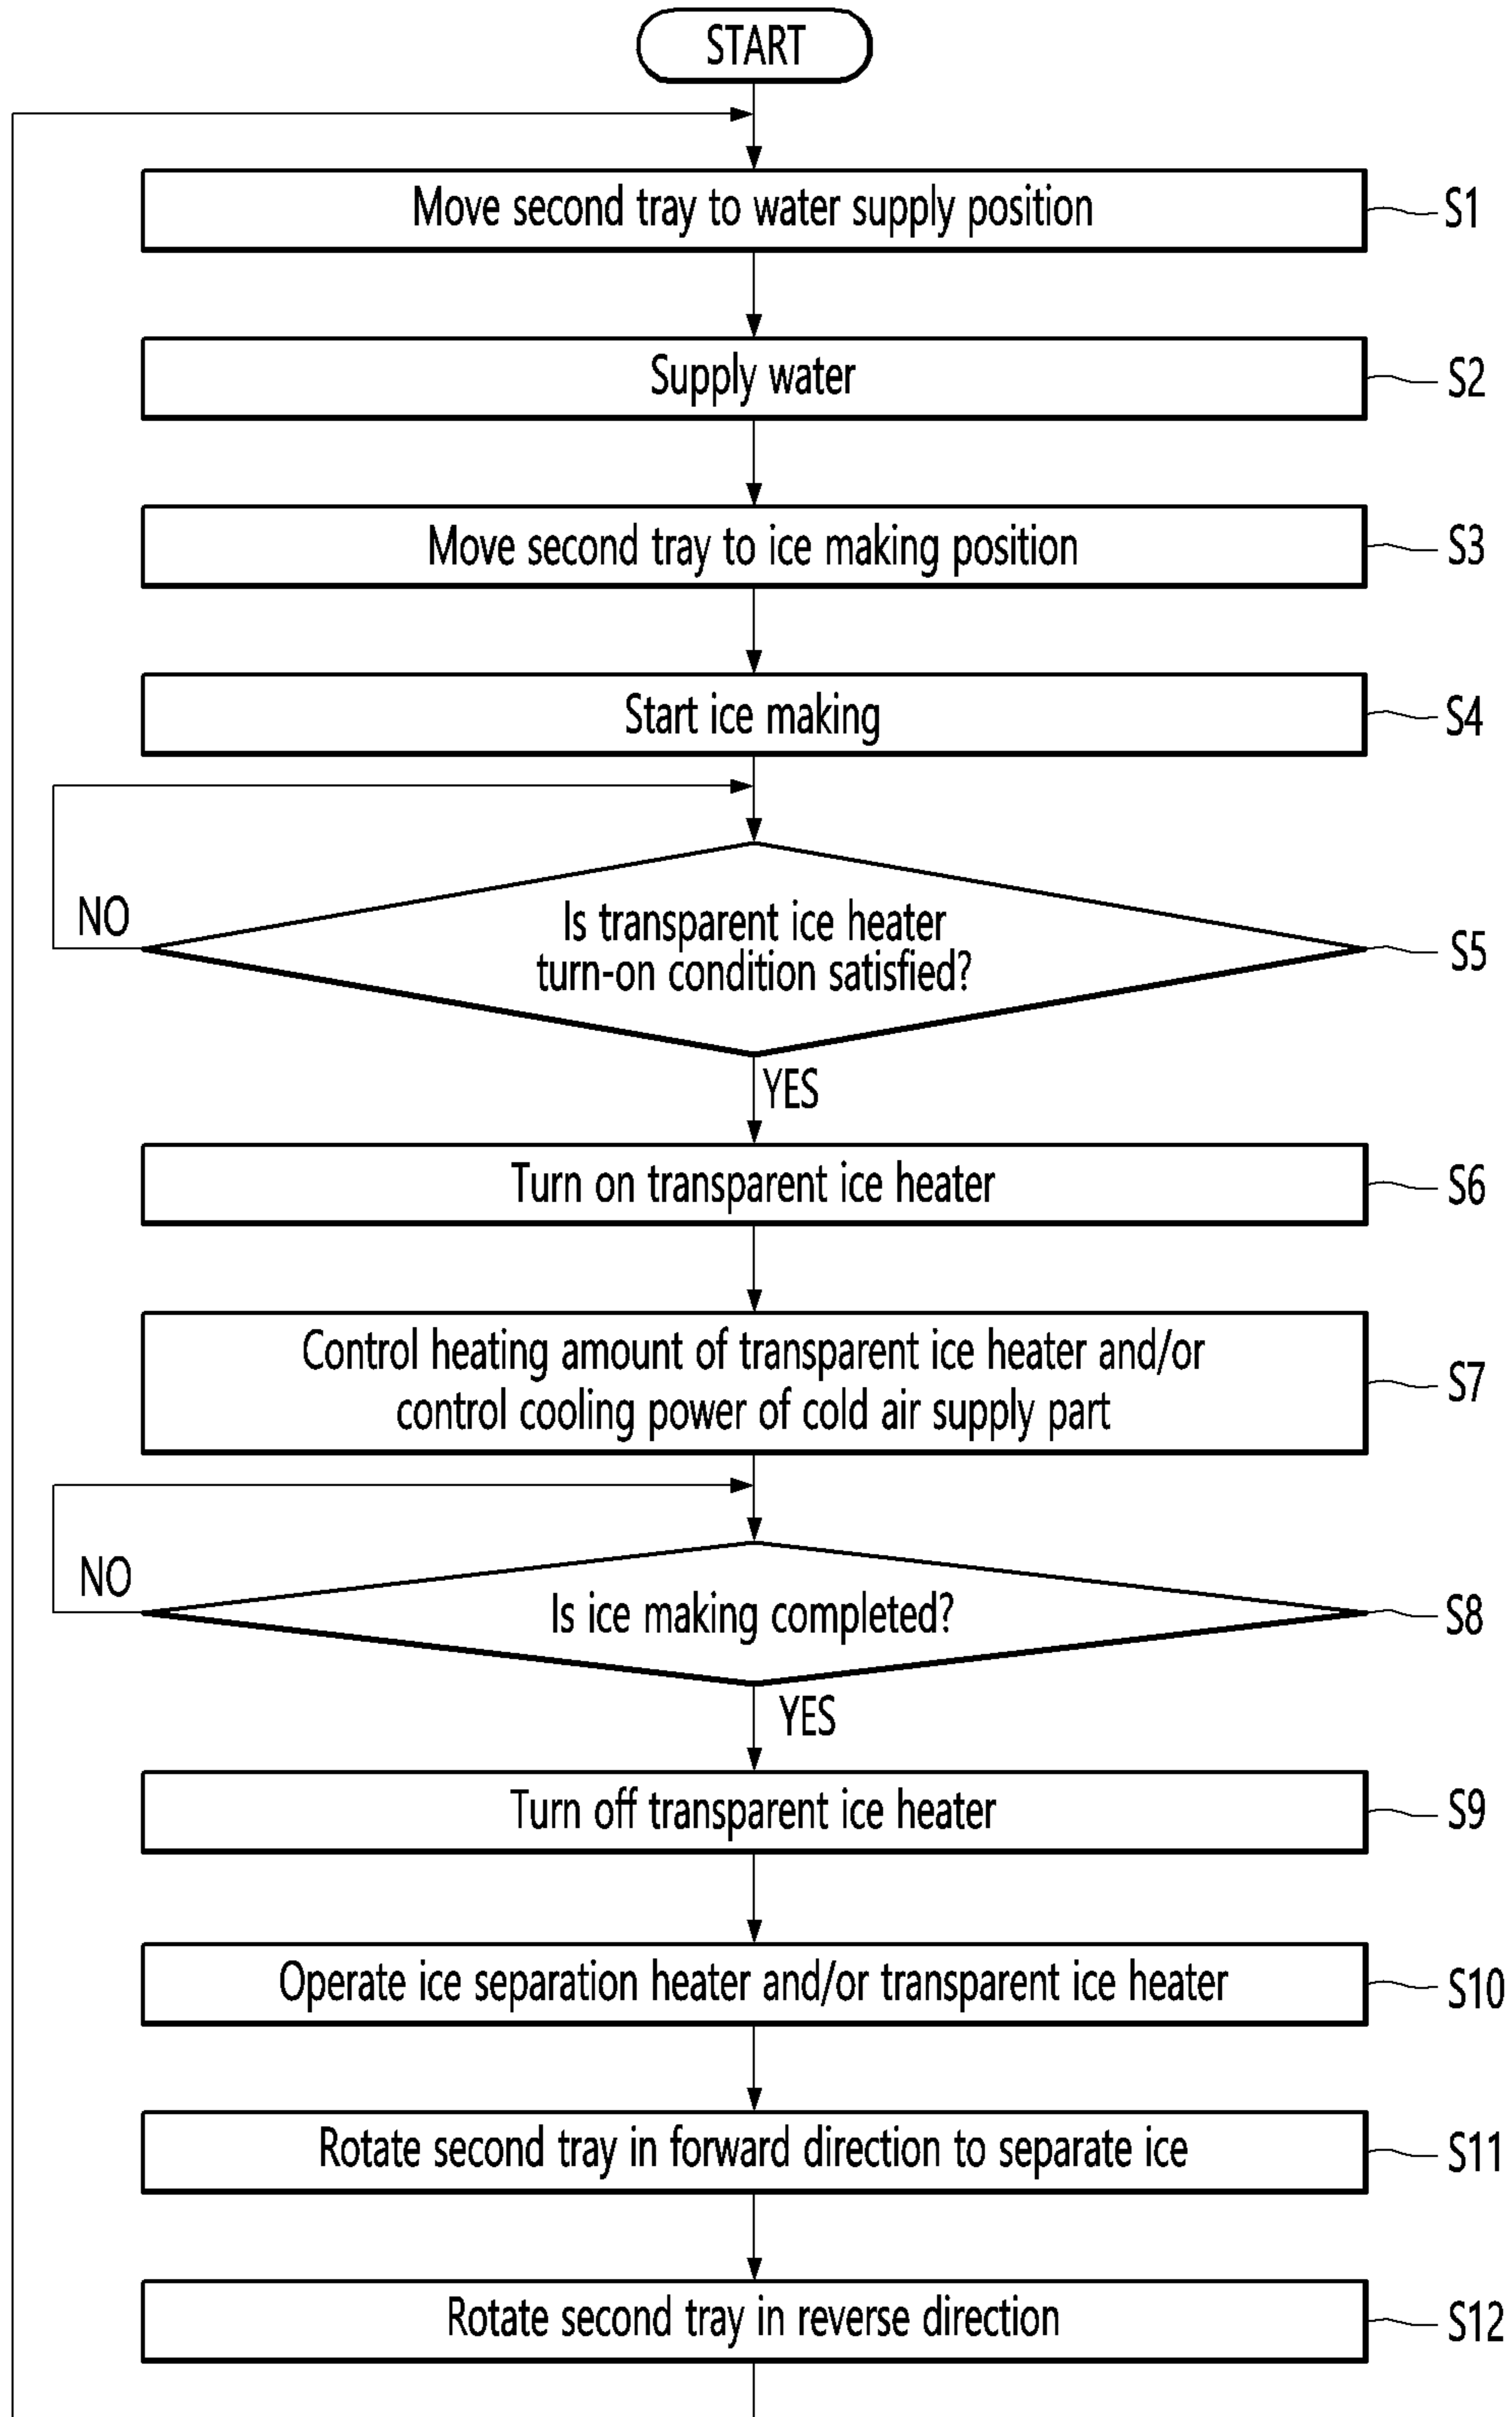 START
Move second tray to water supply position
S1
Supply water
S2
Move second tray to ice making position
S3
Start ice making
S4
NO
Is transparent ice heater
turn-on condition satisfied?
S5
YES
Turn on transparent ice heater
S6
Control heating amount of transparent ice heater and/or
control cooling power of cold air supply part
S7
NO
Is ice making completed?
S8
YES
Turn off transparent ice heater
S9
Operate ice separation heater and/or transparent ice heater
S10
Rotate second tray in forward direction to separate ice
S11
Rotate second tray in reverse direction
S12